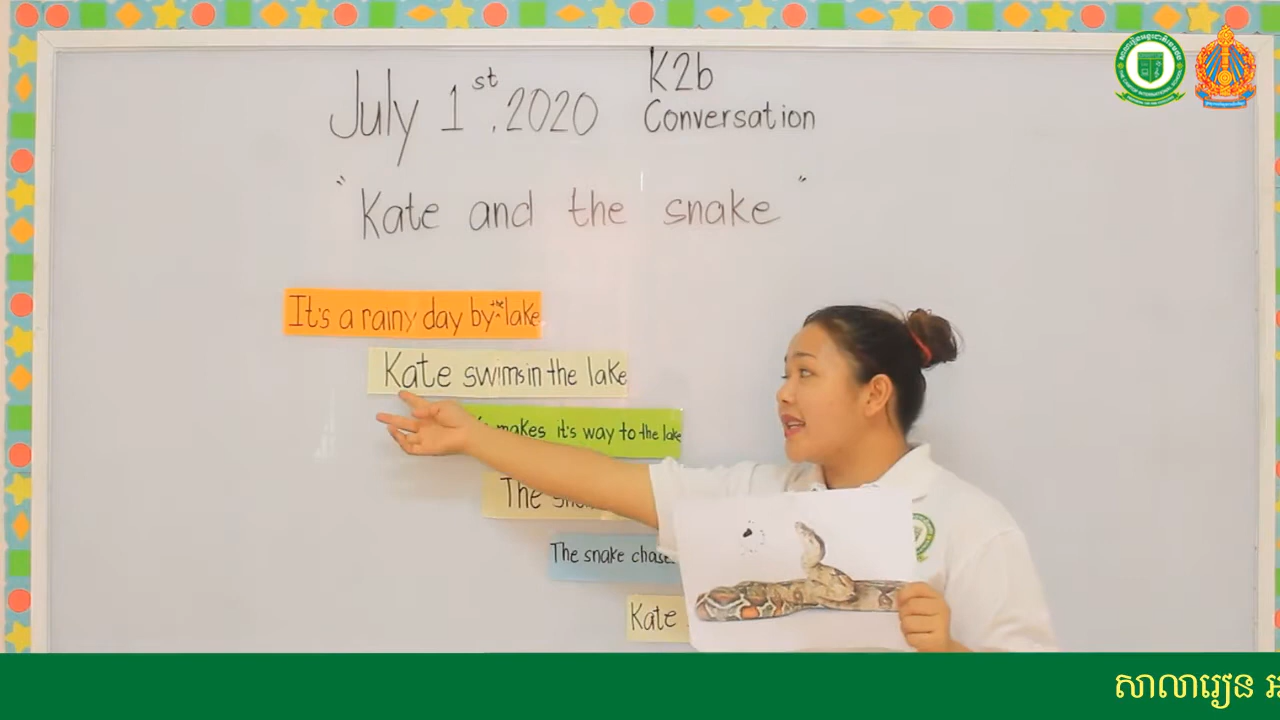 July 1st, 2020
K2b
Conversation
"Kate and the snake"
It's a rainy day by the lake
Kate swims in the lake
makes it's way to the lake
The
The snake
Kate
សាលារៀន